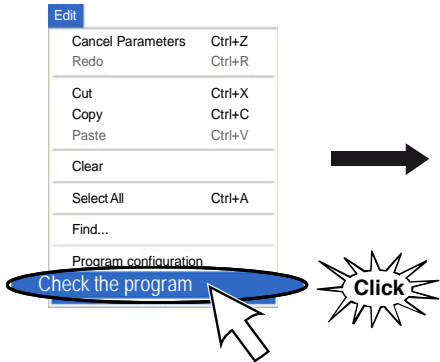 Edit
Cancel Parameters Ctrl+Z
Redo Ctrl+R
Cut Ctrl+X
Copy Ctrl+C
Paste Ctrl+V
Clear
Select All Ctrl+A
Find...
Program configuration
Check the program
Click